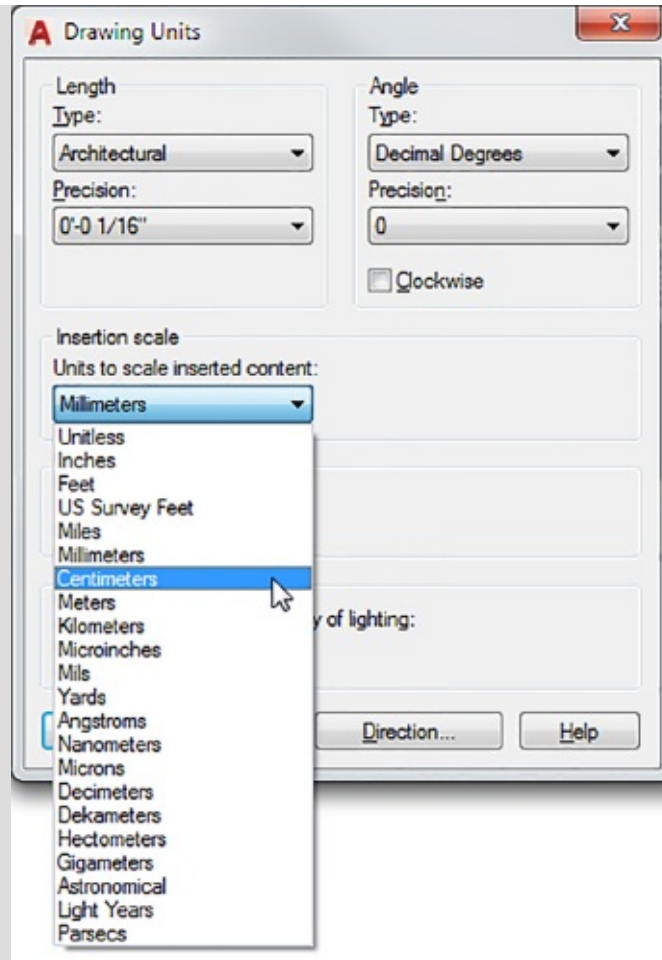 Drawing Units
Length
Type:
Architectural
Precision:
0'-0 1/16"
Angle
Type:
Decimal Degrees
Precision:
0
Clockwise
Insertion scale
Units to scale inserted content:
Millimeters
Unitless
Inches
Feet
US Survey Feet
Miles
Millimeters
Centimeters
Meters
Kilometers
Microinches
Mils
Yards
Angstroms
Nanometers
Microns
Decimeters
Dekameters
Hectometers
Gigameters
Astronomical
Light Years
Parsecs
y of lighting:
Direction...
Help